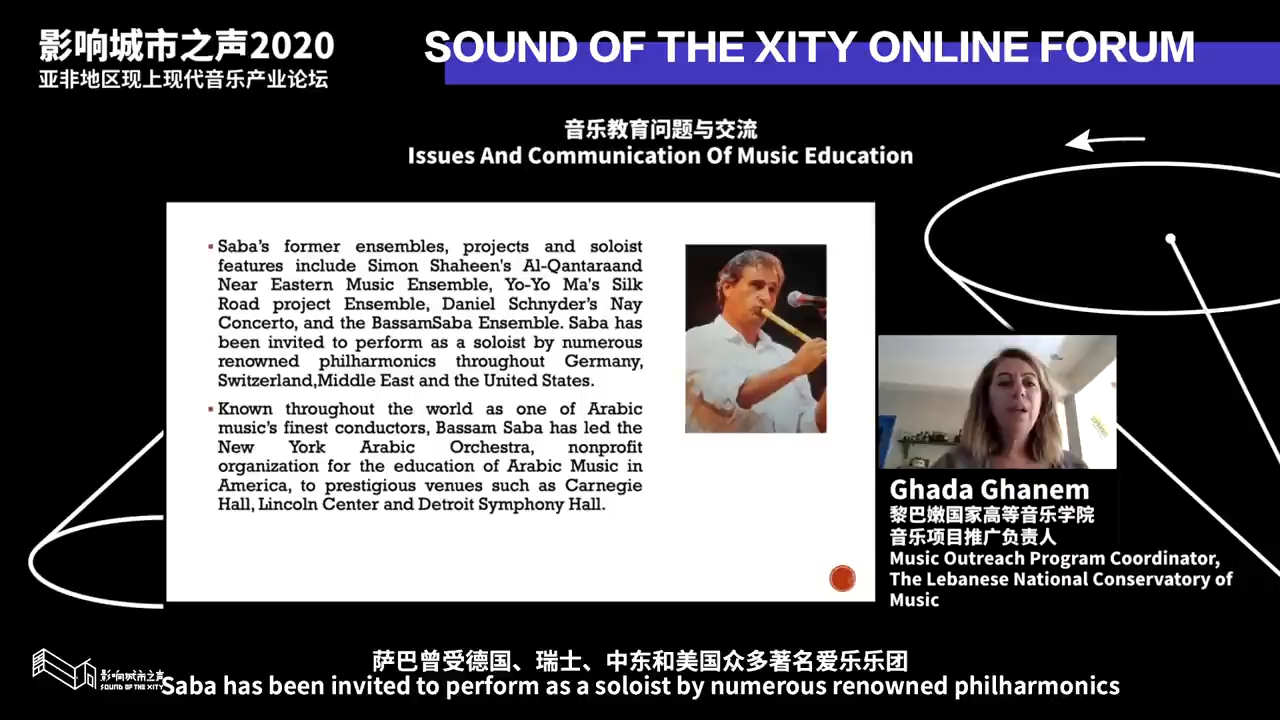 影响城市之声2020
亚非地区现上现代音乐产业论坛
SOUND OF THE XITY ONLINE FORUM
音乐教育问题与交流
Issues And Communication Of Music Education
Saba's former ensembles, projects and soloist
features include Simon Shaheen's Al-Qantaraand
Near Eastern Music Ensemble, Yo-Yo Ma's Silk
Road project Ensemble, Daniel Schnyder's Nay
Concerto, and the BassamSaba Ensemble. Saba has
been invited to perform as a soloist by numerous
renowned philharmonics throughout Germany,
Switzerland,Middle East and the United States.
Known throughout the world as one of Arabic
music's finest conductors, Bassam Saba has led the
New York Arabic Orchestra, nonprofit
organization for the education of Arabic Music in
America, to prestigious venues such as Carnegie
Hall, Lincoln Center and Detroit Symphony Hall.
Ghada Ghanem
黎巴嫩国家高等音乐学院
音乐项目推广负责人
Music Outreach Program Coordinator,
The Lebanese National Conservatory of
Music
影响城市之声
SOUND OF THE XITY
萨巴曾受德国、瑞士、中东和美国众多著名爱乐乐团
Saba has been invited to perform as a soloist by numerous renowned philharmonics